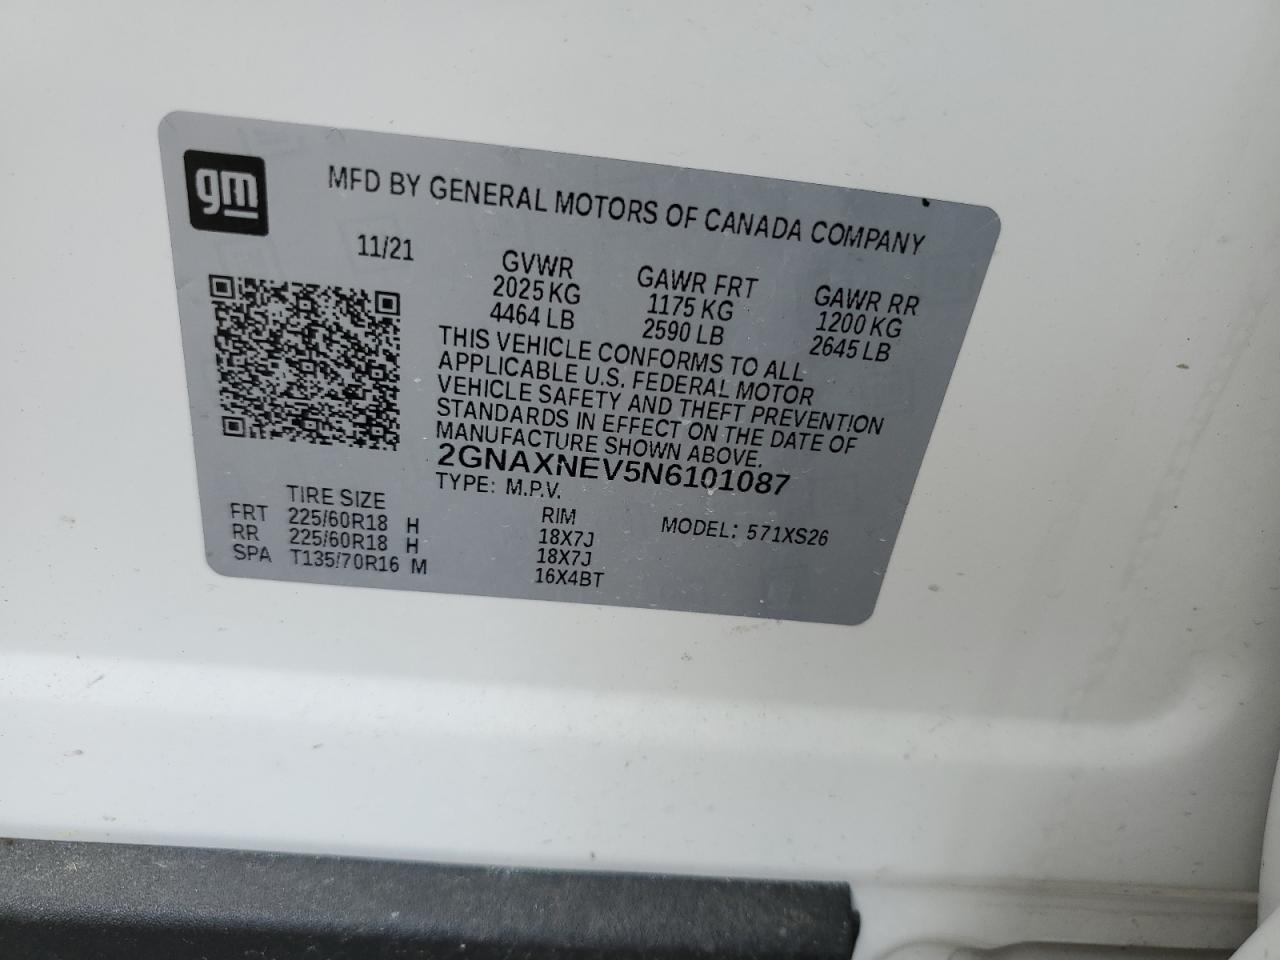 gm
MFD BY GENERAL MOTORS OF CANADA COMPANY
11/21
GVWR
2025 KG
4464 LB
GAWR FRT
1175 KG
2590 LB
GAWR RR
1200 KG
2645 LB
THIS VEHICLE CONFORMS TO ALL
APPLICABLE U.S. FEDERAL MOTOR
VEHICLE SAFETY AND THEFT PREVENTION
STANDARDS IN EFFECT ON THE DATE OF
MANUFACTURE SHOWN ABOVE.
2GNAXNEV5N6101087
TYPE: M.P.V.
MODEL: 571XS26
TIRE SIZE RIM
FRT 225/60R18 H 18X7J
RR 225/60R18 H 18X7J
SPA T135/70R16 M 16X4BT